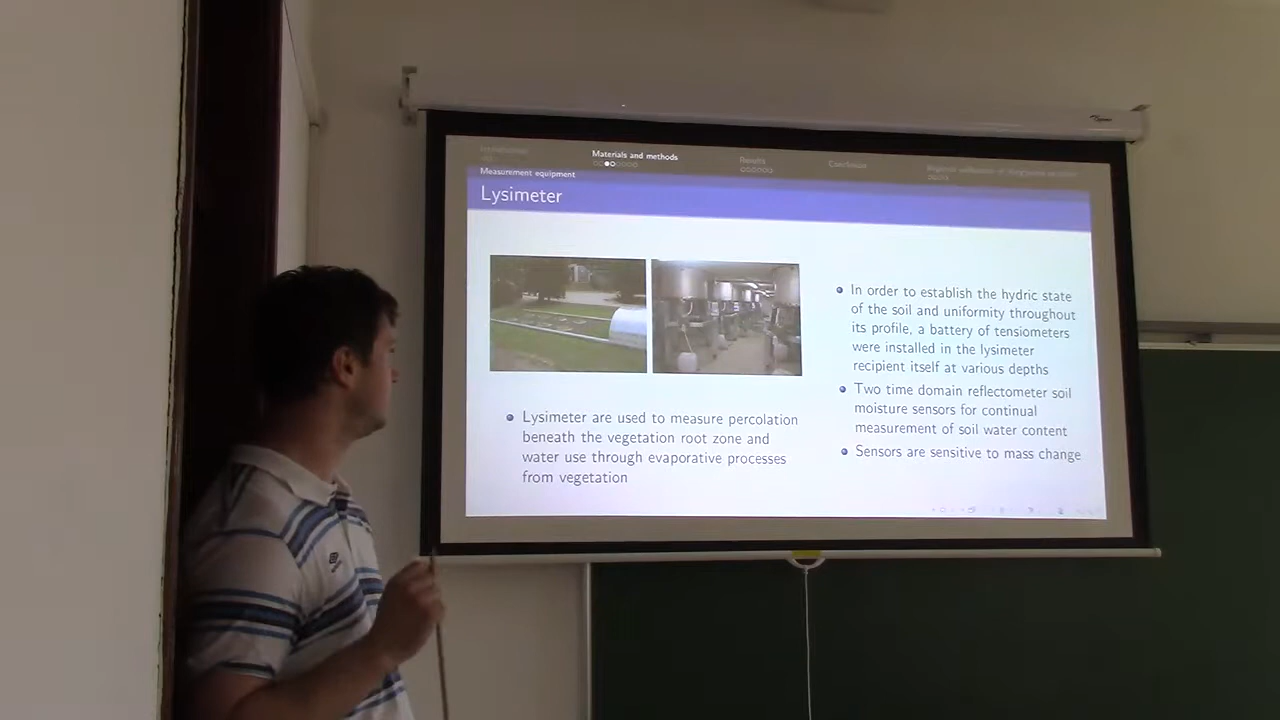 Materials and methods
Results
Conclusion
Measurement equipment
Lysimeter
Lysimeter are used to measure percolation
beneath the vegetation root zone and
water use through evaporative processes
from vegetation
In order to establish the hydric state
of the soil and uniformity throughout
its profile, a battery of tensiometers
were installed in the lysimeter
recipient itself at various depths
Two time domain reflectometer soil
moisture sensors for continual
measurement of soil water content
Sensors are sensitive to mass change